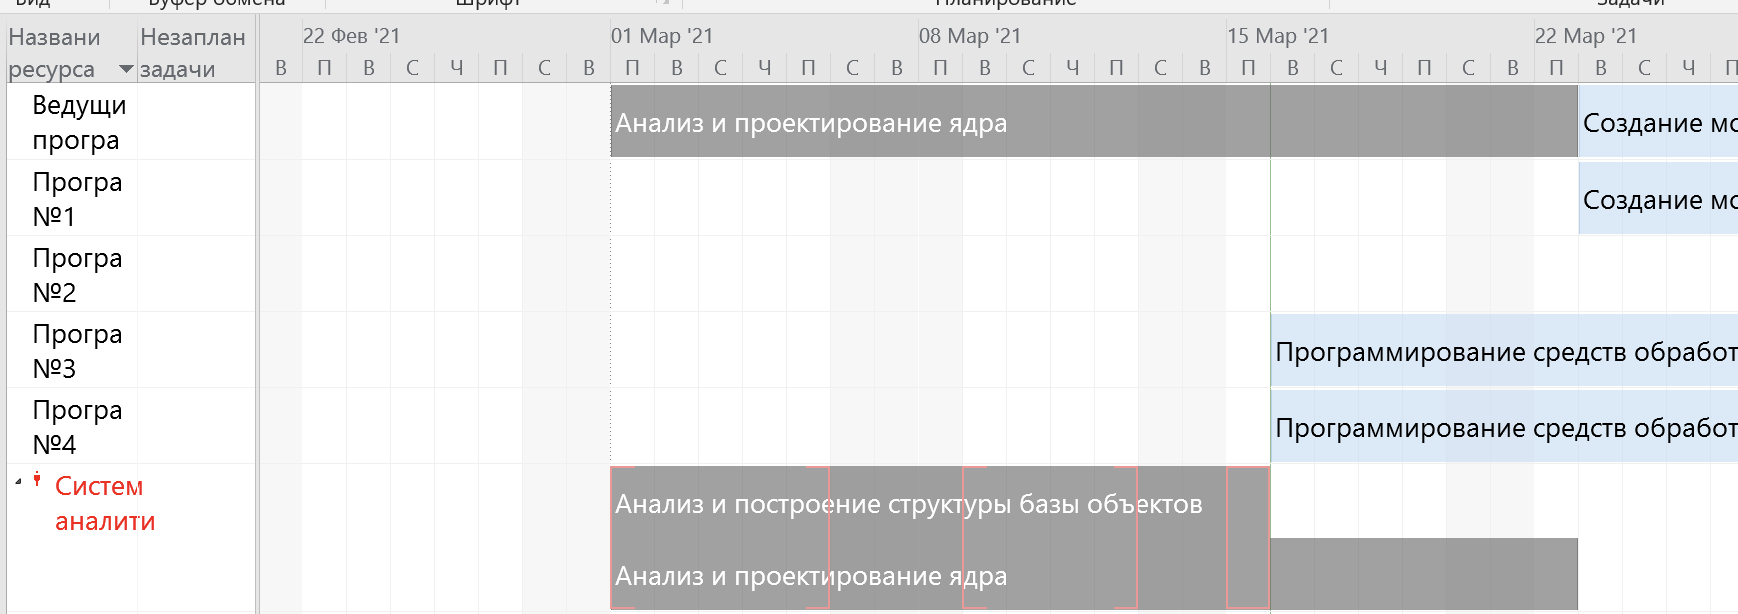 Вид Буфер обмена Шрифт Планирование Задачи
Названи Незаплан 22 Фев '21 01 Мар '21 08 Мар '21 15 Мар '21 22 Мар '21
ресурса задачи В П В С Ч П С В П В С Ч П С В П В С Ч П С В П В С Ч П С В П В С Ч П
Ведущи
програ
Анализ и проектирование ядра Создание мо
Програ
№1
Создание мо
Програ
№2
Програ
№3
Программирование средств обработ
Програ
№4
Программирование средств обработ
Систем
аналити
Анализ и построение структуры базы объектов
Анализ и проектирование ядра